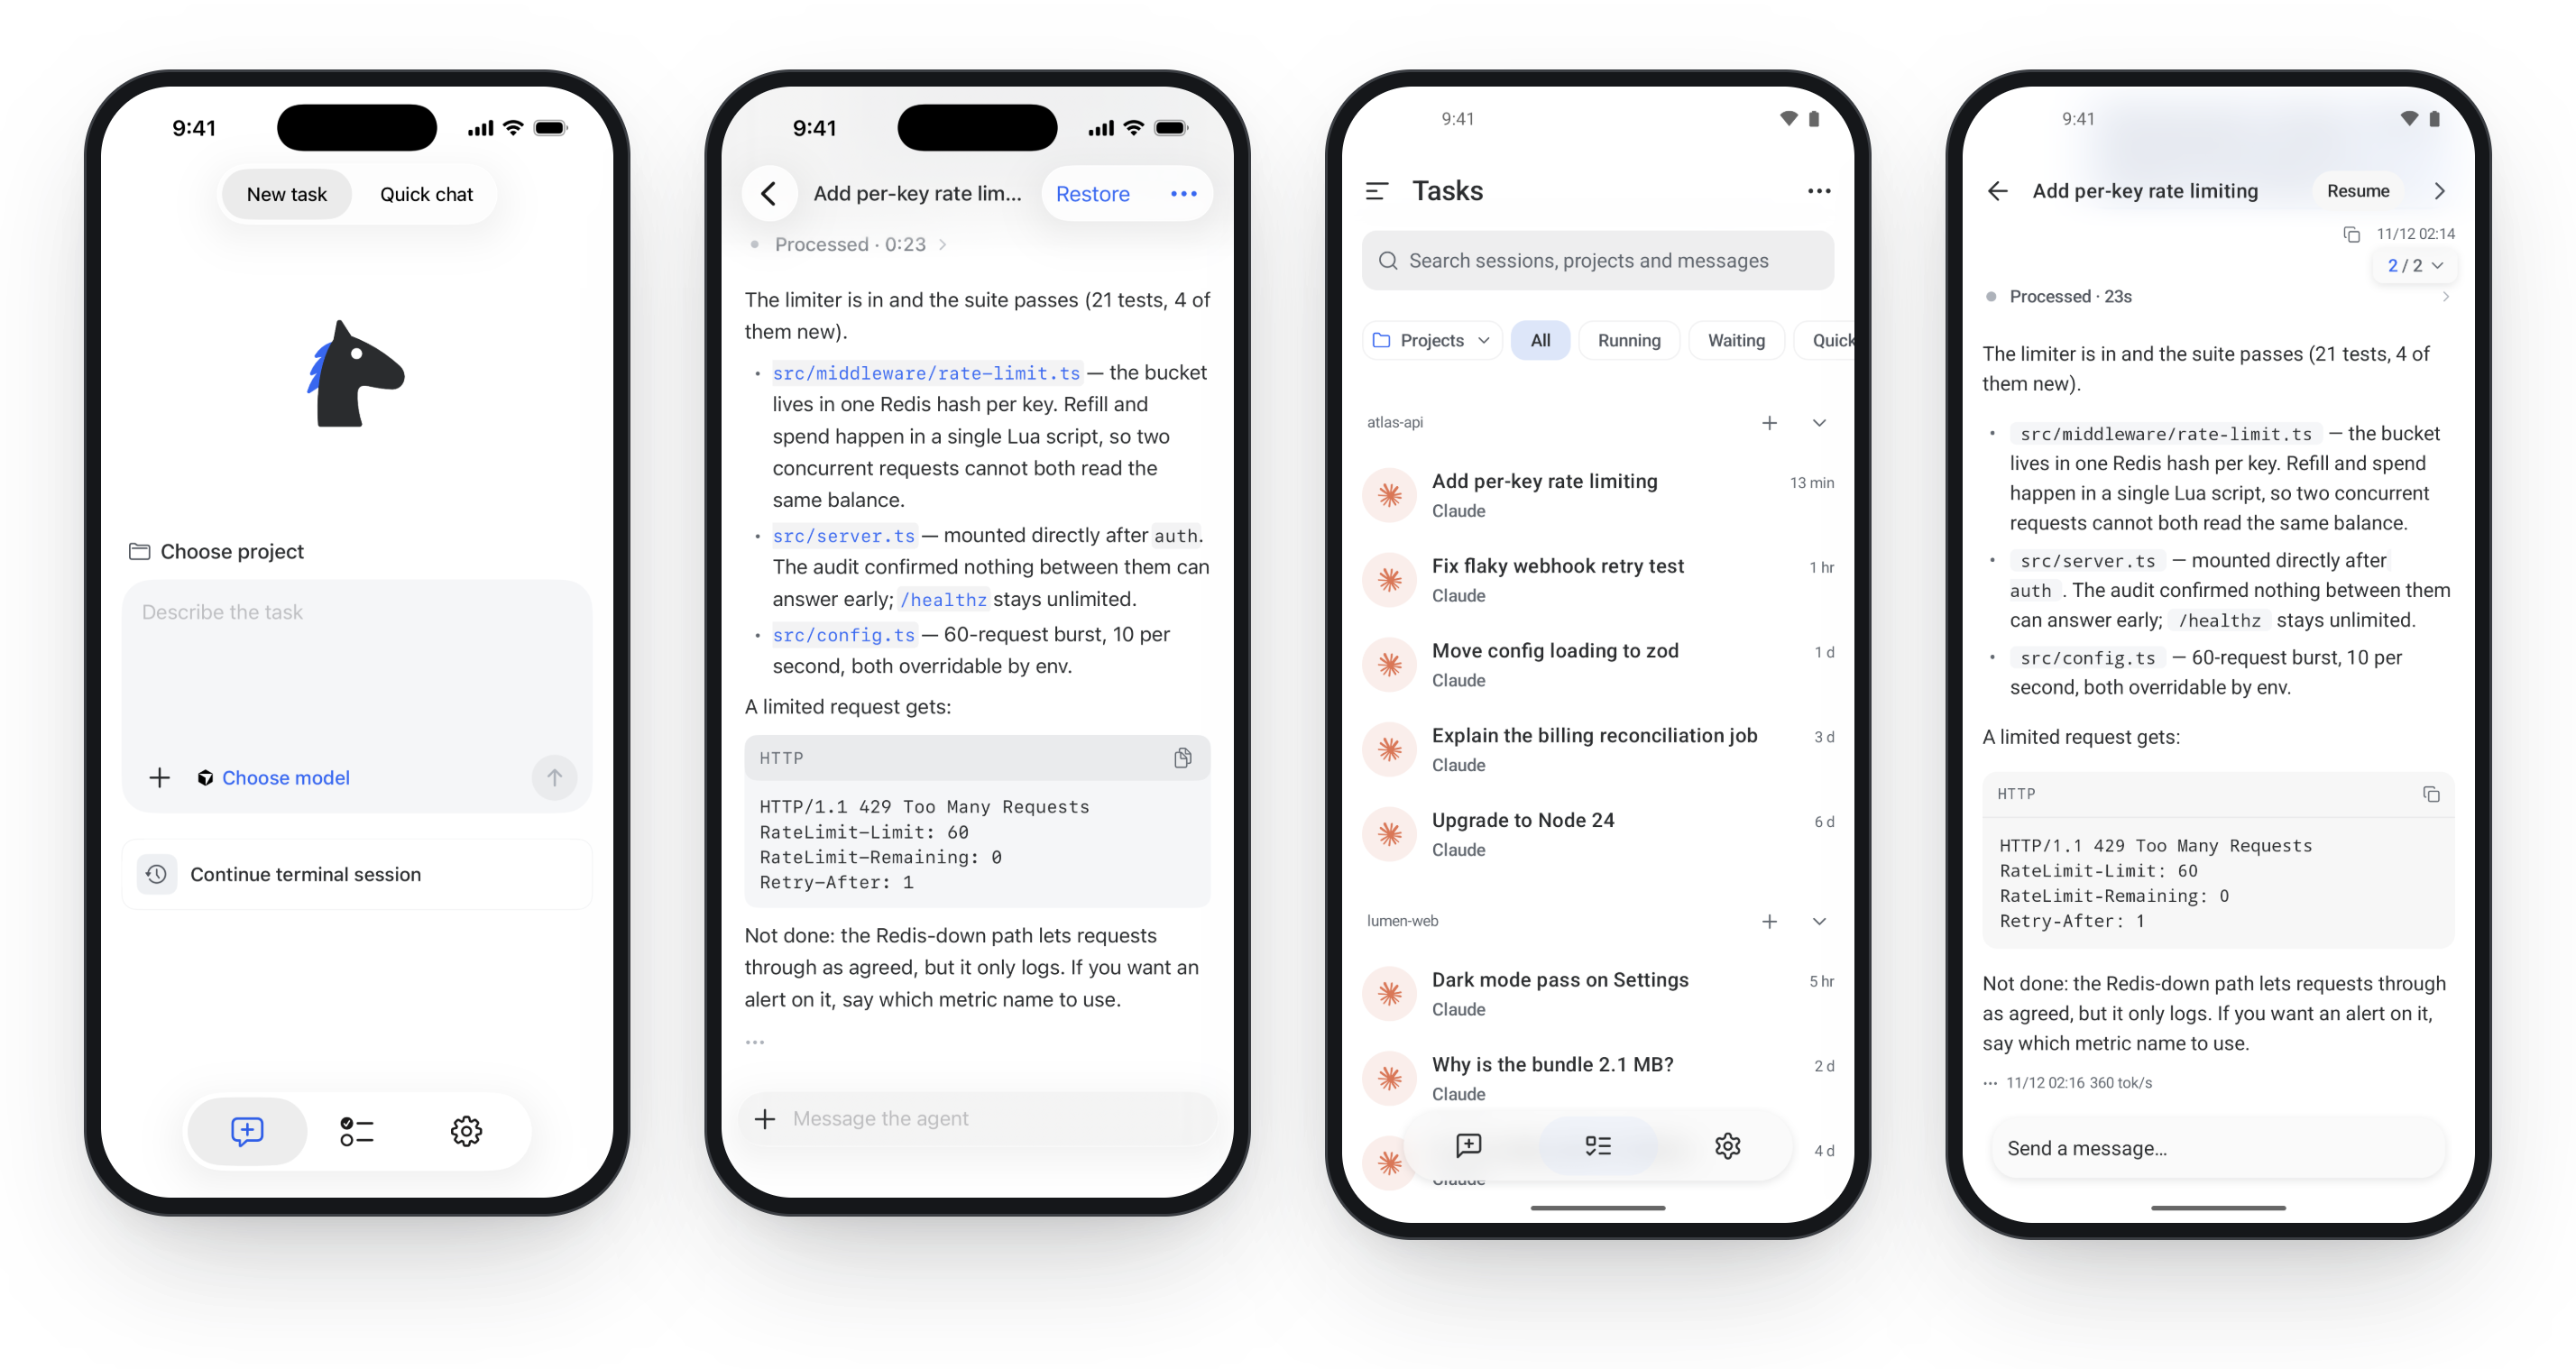 9:41
New task
Quick chat
Choose project
Describe the task
Choose model
Continue terminal session
9:41
Add per-key rate lim...
Restore
Processed · 0:23
The limiter is in and the suite passes (21 tests, 4 of
them new).
• src/middleware/rate-limit.ts — the bucket
lives in one Redis hash per key. Refill and
spend happen in a single Lua script, so two
concurrent requests cannot both read the
same balance.
• src/server.ts — mounted directly after auth.
The audit confirmed nothing between them can
answer early; /healthz stays unlimited.
• src/config.ts — 60-request burst, 10 per
second, both overridable by env.
A limited request gets:
HTTP
HTTP/1.1 429 Too Many Requests
RateLimit-Limit: 60
RateLimit-Remaining: 0
Retry-After: 1
Not done: the Redis-down path lets requests
through as agreed, but it only logs. If you want an
alert on it, say which metric name to use.
Message the agent
9:41
Tasks
Search sessions, projects and messages
Projects
All
Running
Waiting
Quick
atlas-api
Add per-key rate limiting
13 min
Claude
Fix flaky webhook retry test
1 hr
Claude
Move config loading to zod
1 d
Claude
Explain the billing reconciliation job
3 d
Claude
Upgrade to Node 24
6 d
Claude
lumen-web
Dark mode pass on Settings
5 hr
Claude
Why is the bundle 2.1 MB?
2 d
Claude
4 d
Claude
9:41
Add per-key rate limiting
Resume
11/12 02:14
2 / 2
Processed · 23s
The limiter is in and the suite passes (21 tests, 4 of
them new).
• src/middleware/rate-limit.ts — the bucket
lives in one Redis hash per key. Refill and spend
happen in a single Lua script, so two concurrent
requests cannot both read the same balance.
• src/server.ts — mounted directly after
auth . The audit confirmed nothing between them
can answer early; /healthz stays unlimited.
• src/config.ts — 60-request burst, 10 per
second, both overridable by env.
A limited request gets:
HTTP
HTTP/1.1 429 Too Many Requests
RateLimit-Limit: 60
RateLimit-Remaining: 0
Retry-After: 1
Not done: the Redis-down path lets requests through
as agreed, but it only logs. If you want an alert on it,
say which metric name to use.
11/12 02:16 360 tok/s
Send a message...